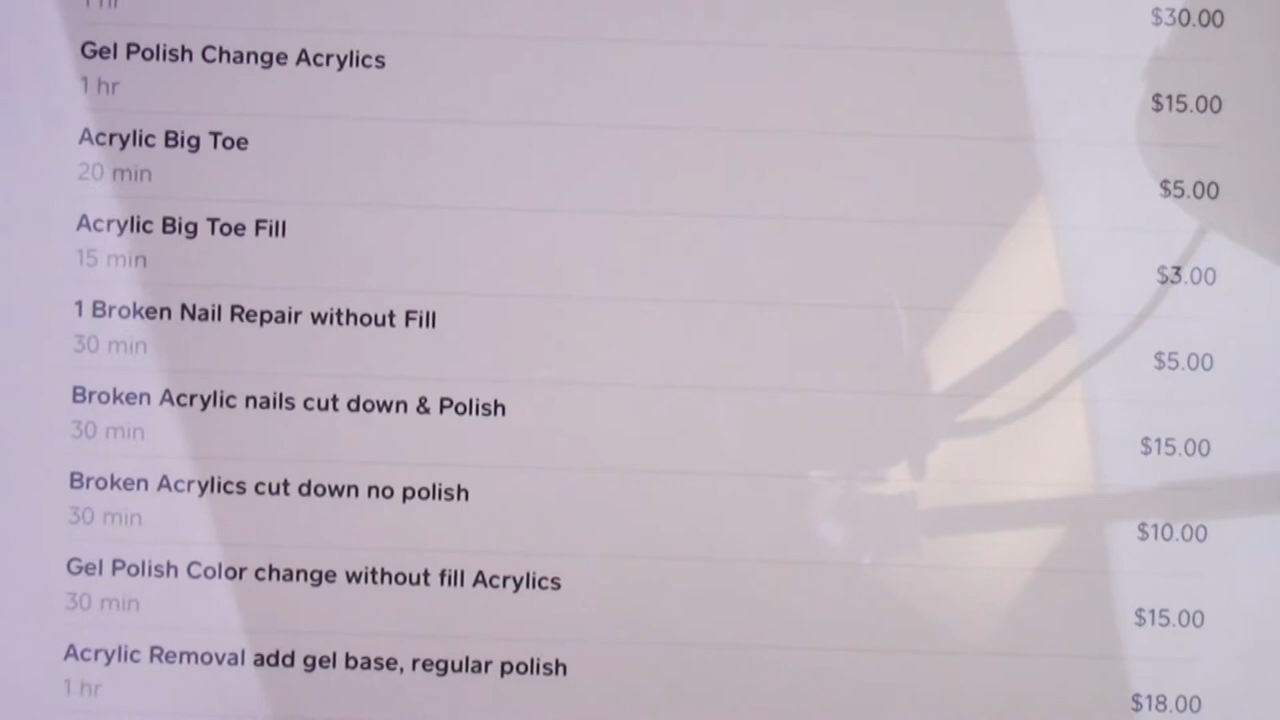 1 hr
$30.00
Gel Polish Change Acrylics
1 hr
$15.00
Acrylic Big Toe
20 min
$5.00
Acrylic Big Toe Fill
15 min
$3.00
1 Broken Nail Repair without Fill
30 min
$5.00
Broken Acrylic nails cut down & Polish
30 min
$15.00
Broken Acrylics cut down no polish
30 min
$10.00
Gel Polish Color change without fill Acrylics
30 min
$15.00
Acrylic Removal add gel base, regular polish
1 hr
$18.00